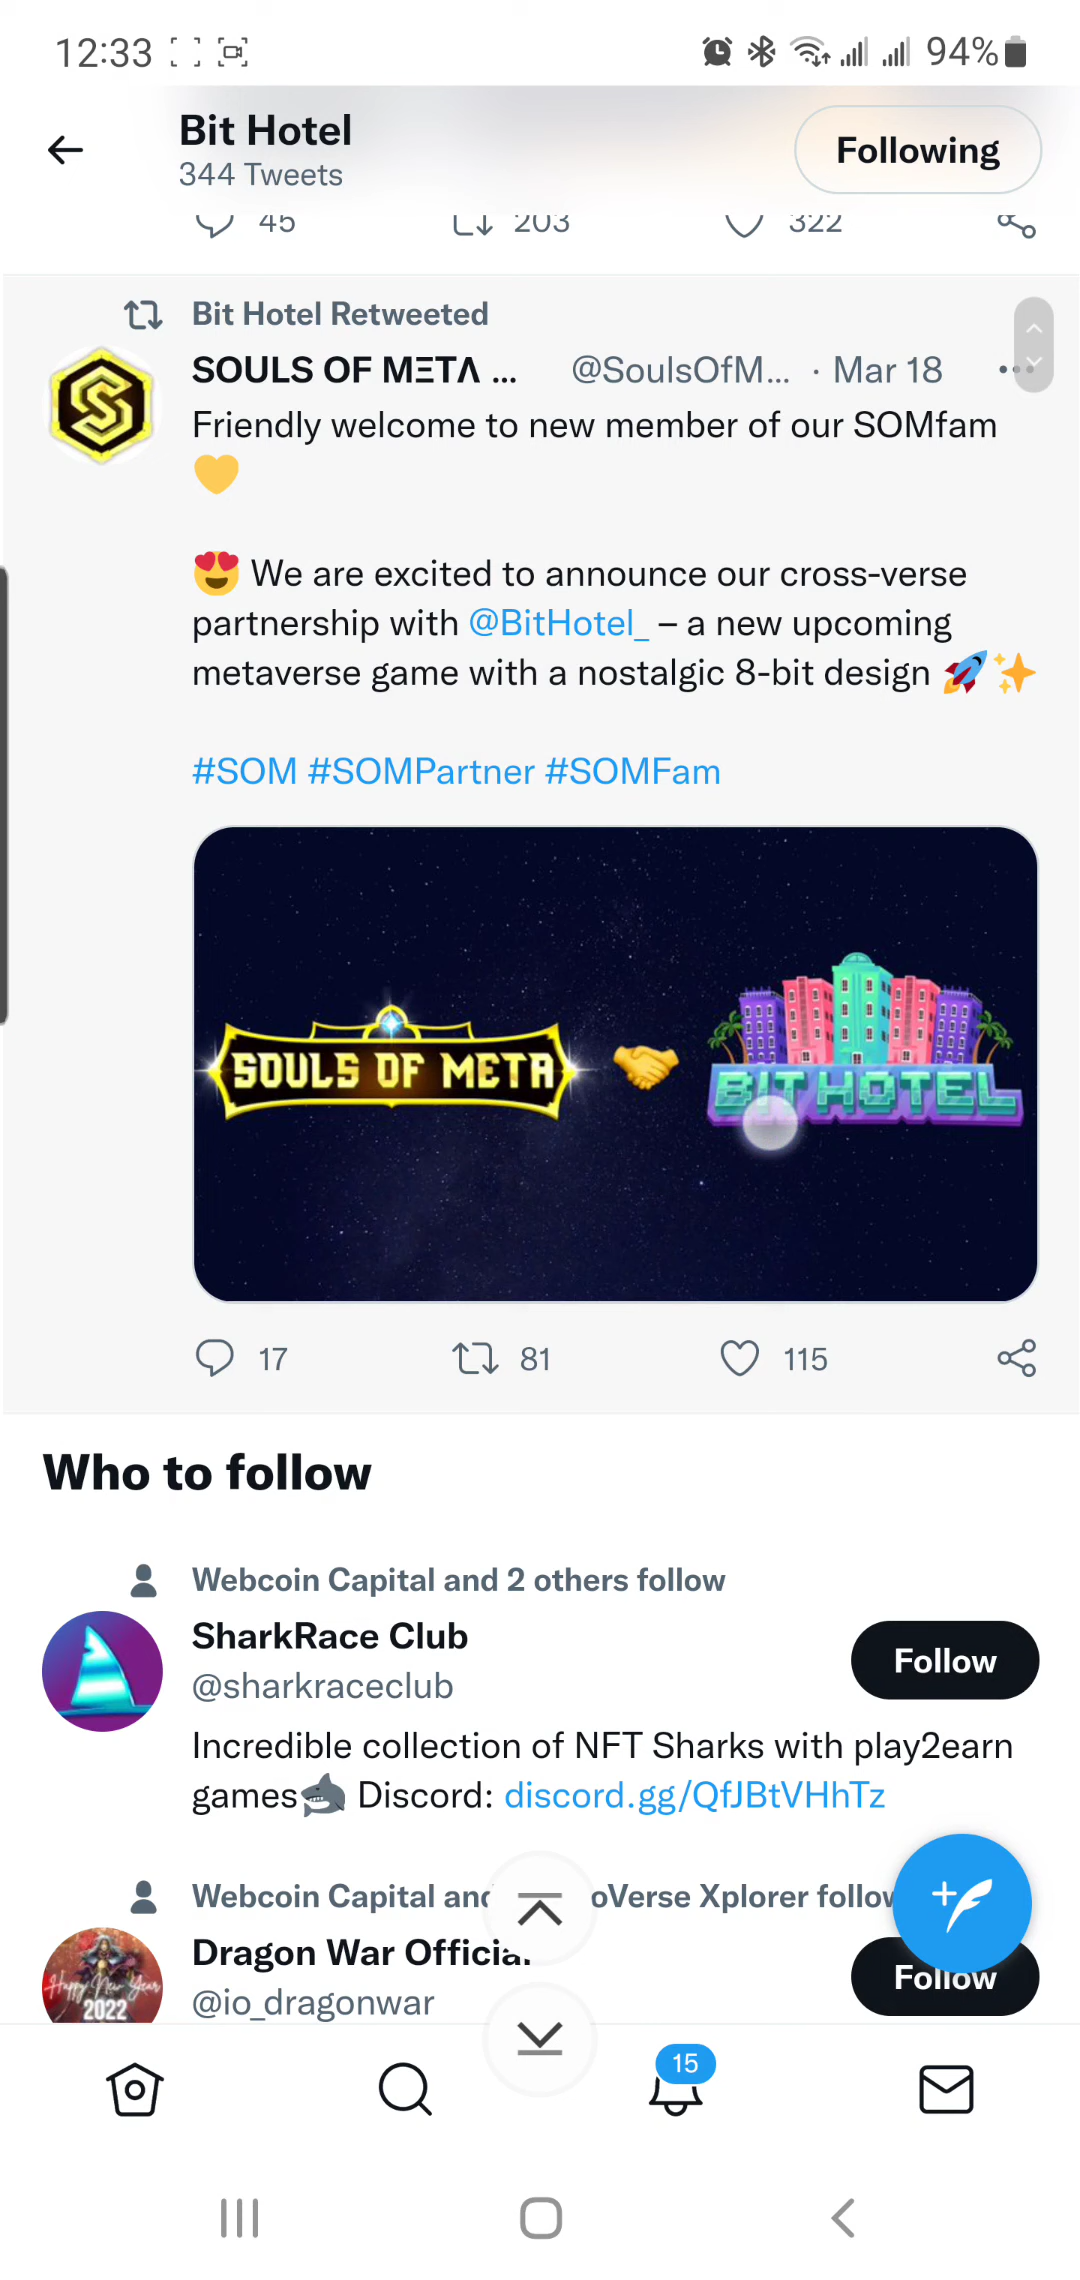 12:33
94%
Bit Hotel
344 Tweets
Following
45 203 322
Bit Hotel Retweeted
SOULS OF MΞTΛ ... @SoulsOfM... · Mar 18
Friendly welcome to new member of our SOMfam
💛
😍 We are excited to announce our cross-verse
partnership with @BitHotel_ – a new upcoming
metaverse game with a nostalgic 8-bit design 🚀✨
#SOM #SOMPartner #SOMFam
SOULS OF META
BIT HOTEL
17 81 115
Who to follow
Webcoin Capital and 2 others follow
SharkRace Club
@sharkraceclub
Follow
Incredible collection of NFT Sharks with play2earn
games🦈 Discord: discord.gg/QfJBtVHhTz
Webcoin Capital and oVerse Xplorer follow
Dragon War Official
@io_dragonwar
Follow
Happy New Year
2022
15